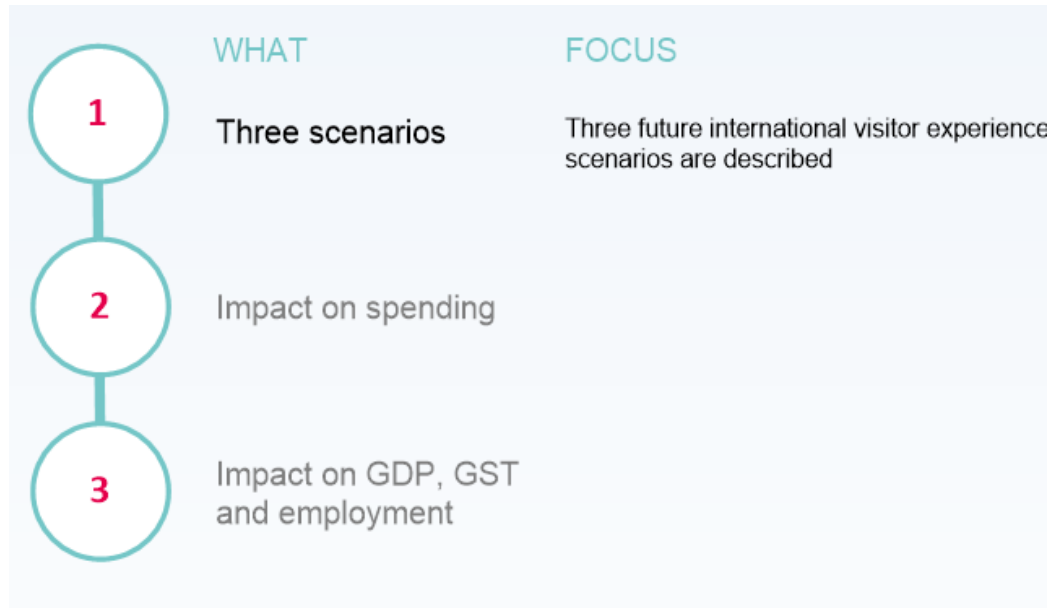 WHAT
FOCUS
1
Three scenarios
Three future international visitor experience
scenarios are described
2
Impact on spending
3
Impact on GDP, GST
and employment